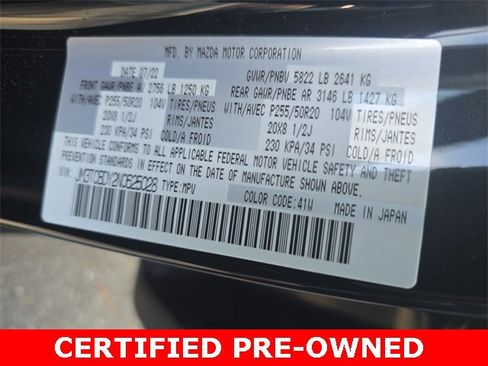 MFD. BY MAZDA MOTOR CORPORATION
DATE 07/22 GVWR/PNBV 5822 LB 2641 KG
FRONT GAWR/PNBE A 2756 LB 1250 KG REAR GAWR/PNBE AR 3146 LB 1427 KG
WITH/AVEC P255/50R20 104V TIRES/PNEUS WITH/AVEC P255/50R20 104V TIRES/PNEUS
20X8 1/2J RIMS/JANTES 20X8 1/2J RIMS/JANTES
230 KPA/34 PSI COLD/A FROID 230 KPA/34 PSI COLD/A FROID
THIS VEHICLE CONFORMS TO ALL APPLICABLE FEDERAL MOTOR VEHICLE SAFETY AND THEFT
PREVENTION STANDARDS IN EFFECT ON THE DATE OF MANUFACTURE SHOWN ABOVE.
VIN: TYPE:MPV COLOR CODE:41W MADE IN JAPAN
CERTIFIED PRE-OWNED